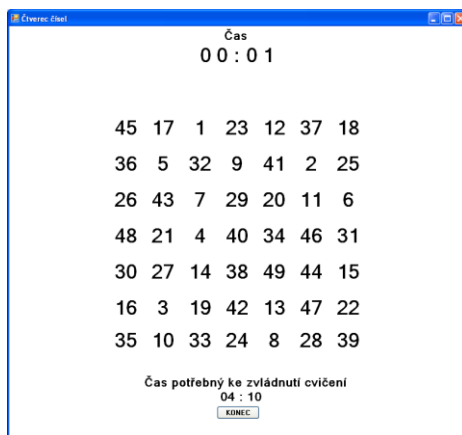 Čtverec čísel
Čas
00:01
45 17 1 23 12 37 18
36 5 32 9 41 2 25
26 43 7 29 20 11 6
48 21 4 40 34 46 31
30 27 14 38 49 44 15
16 3 19 42 13 47 22
35 10 33 24 8 28 39
Čas potřebný ke zvládnutí cvičení
04 : 10
KONEC